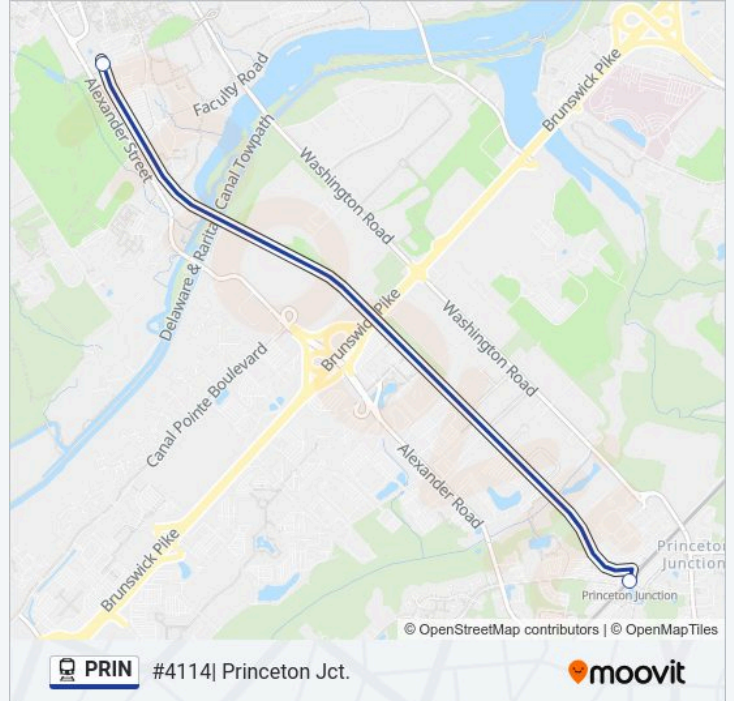 Faculty Road
Alexander Street
Brunswick Pike
Delaware & Raritan Canal Towpath
Washington Road
Brunswick Pike
Washington Road
Canal Pointe Boulevard
Alexander Road
Brunswick Pike
Princeton
Junction
Princeton Junction
© OpenStreetMap contributors | © OpenMapTiles
PRIN #4114| Princeton Jct.
moovit